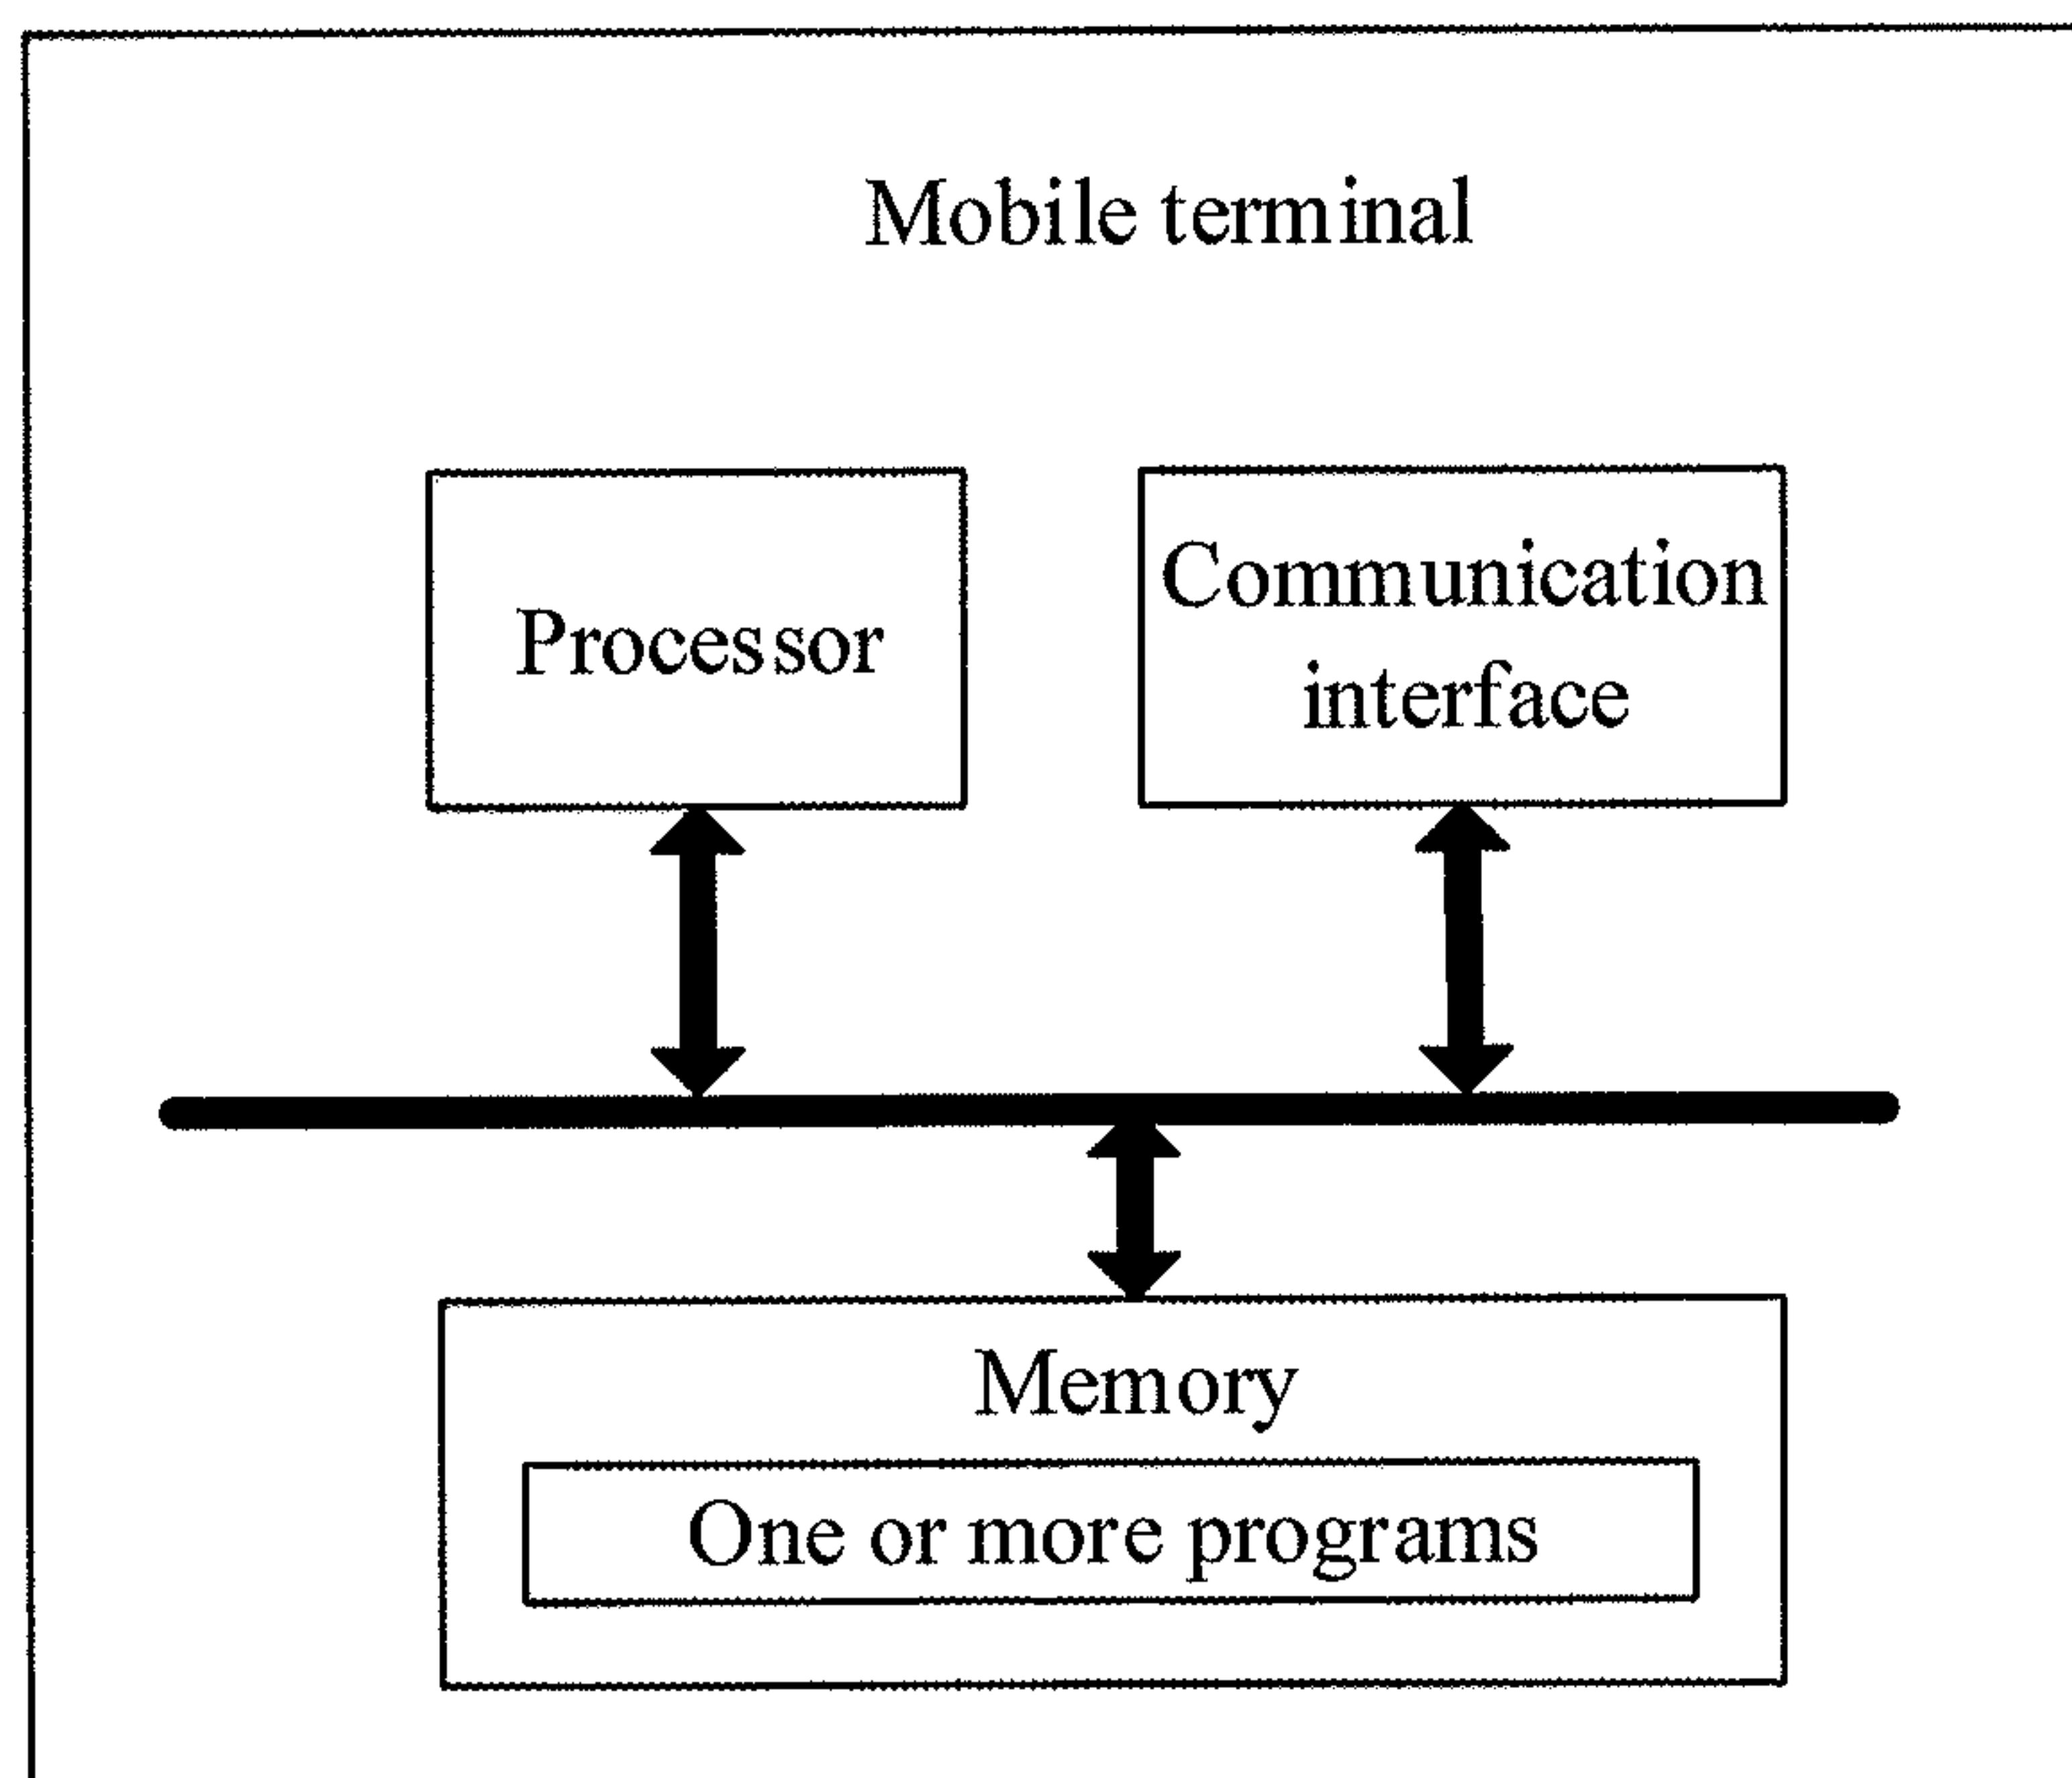 Mobile terminal
Processor
Communication
interface
Memory
One or more programs